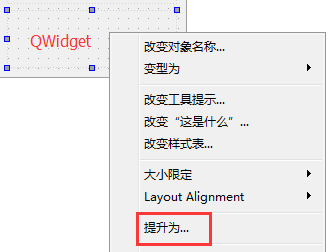 QWidget
改变对象名称...
变型为
改变工具提示...
改变“这是什么”...
改变样式表...
大小限定
Layout Alignment
提升为...